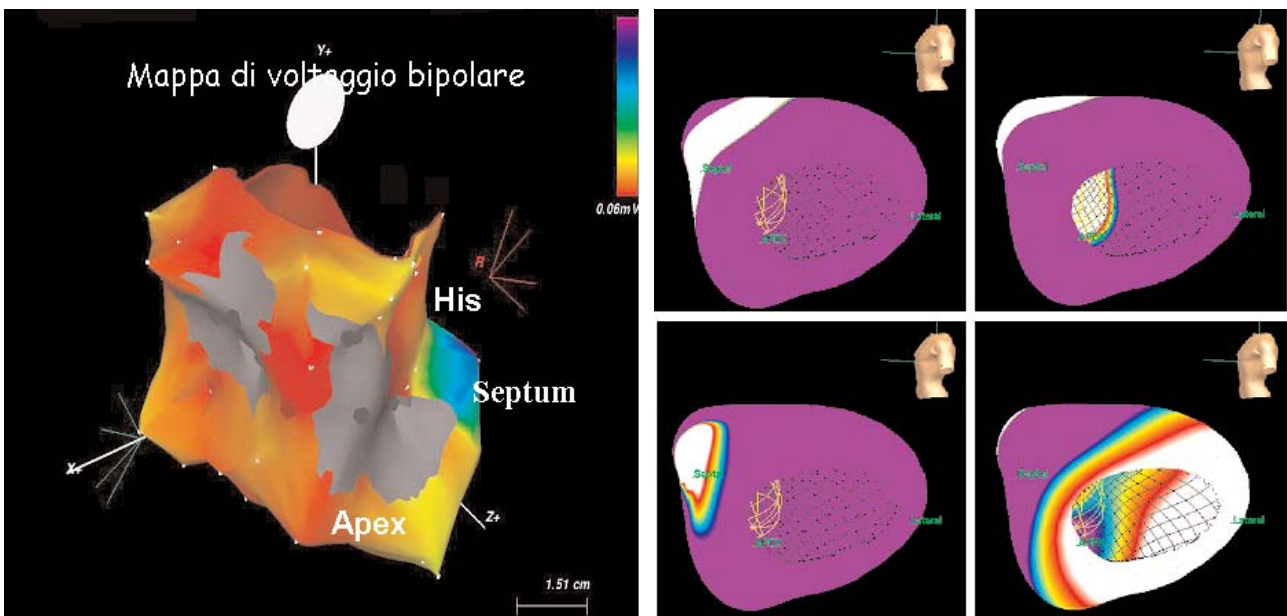 Y+
Mappa di voltaggio bipolare
0.06mV
R
His
Septum
X+
Z+
Apex
1.51 cm
Septal
Lateral
Septal
Lateral
Septal
Lateral
Septal
Lateral